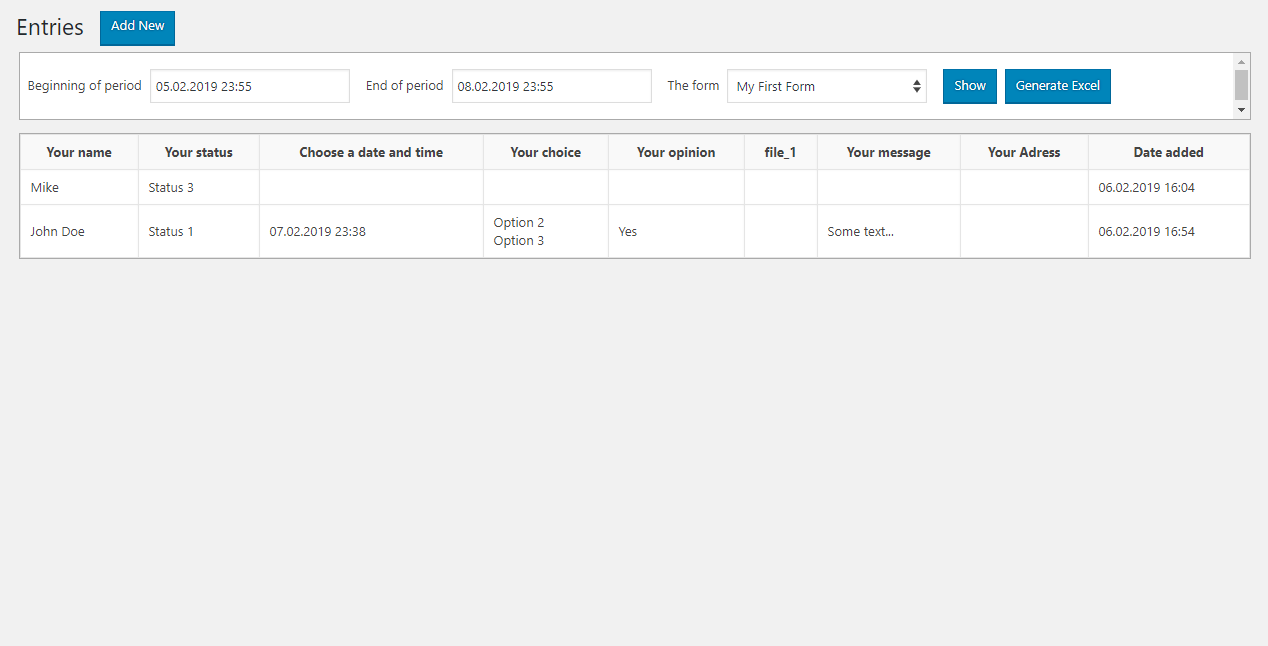 Entries Add New
Beginning of period 05.02.2019 23:55 End of period 08.02.2019 23:55 The form My First Form Show Generate Excel
Your name Your status Choose a date and time Your choice Your opinion file_1 Your message Your Adress Date added
Mike Status 3 06.02.2019 16:04
John Doe Status 1 07.02.2019 23:38 Option 2 Yes Some text... 06.02.2019 16:54
Option 3